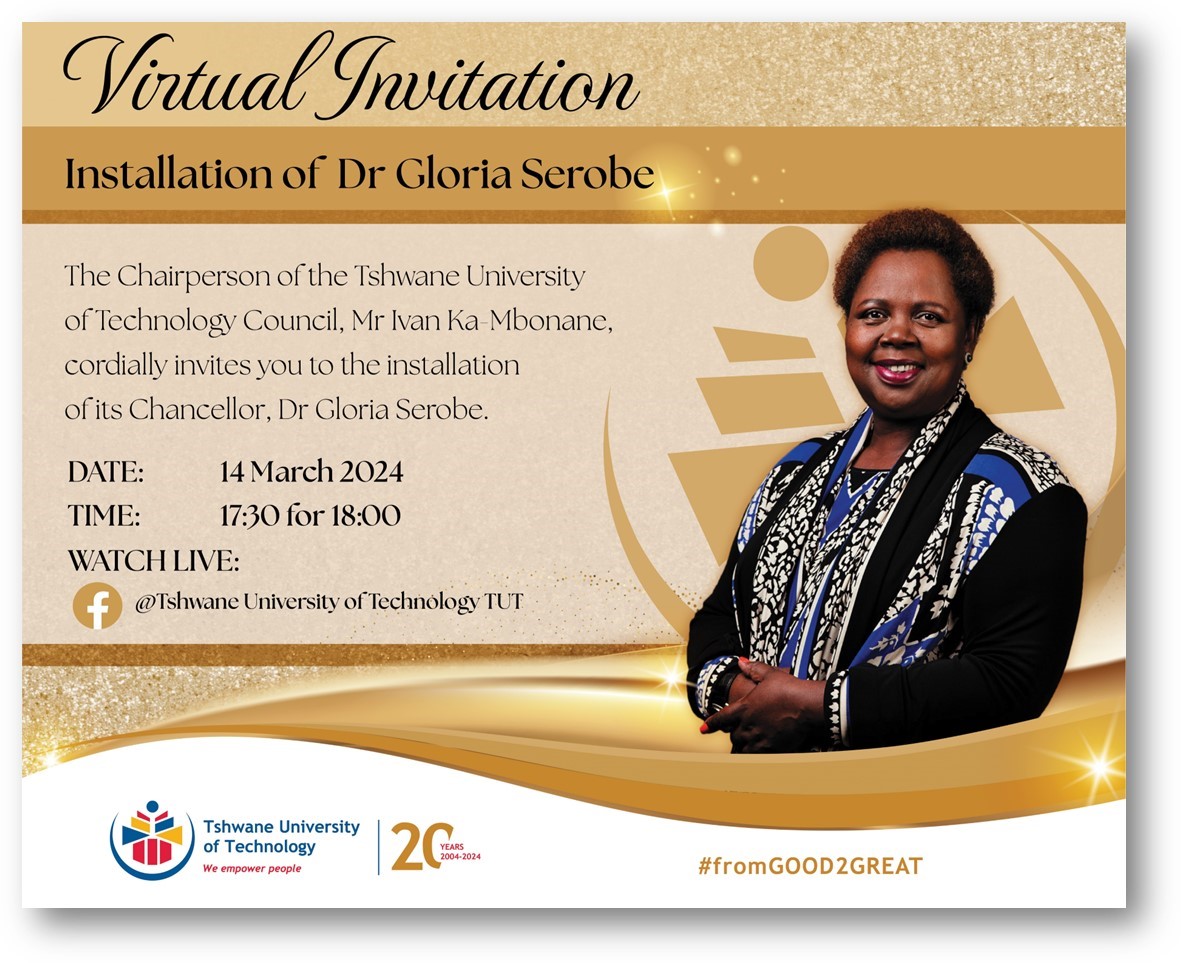 Virtual Invitation
Installation of Dr Gloria Serobe
The Chairperson of the Tshwane University
of Technology Council, Mr Ivan Ka-Mbonane,
cordially invites you to the installation
of its Chancellor, Dr Gloria Serobe.
DATE: 14 March 2024
TIME: 17:30 for 18:00
WATCH LIVE:
@Tshwane University of Technology TUT
Tshwane University
of Technology
We empower people
20 YEARS
2004-2024
#fromGOOD2GREAT